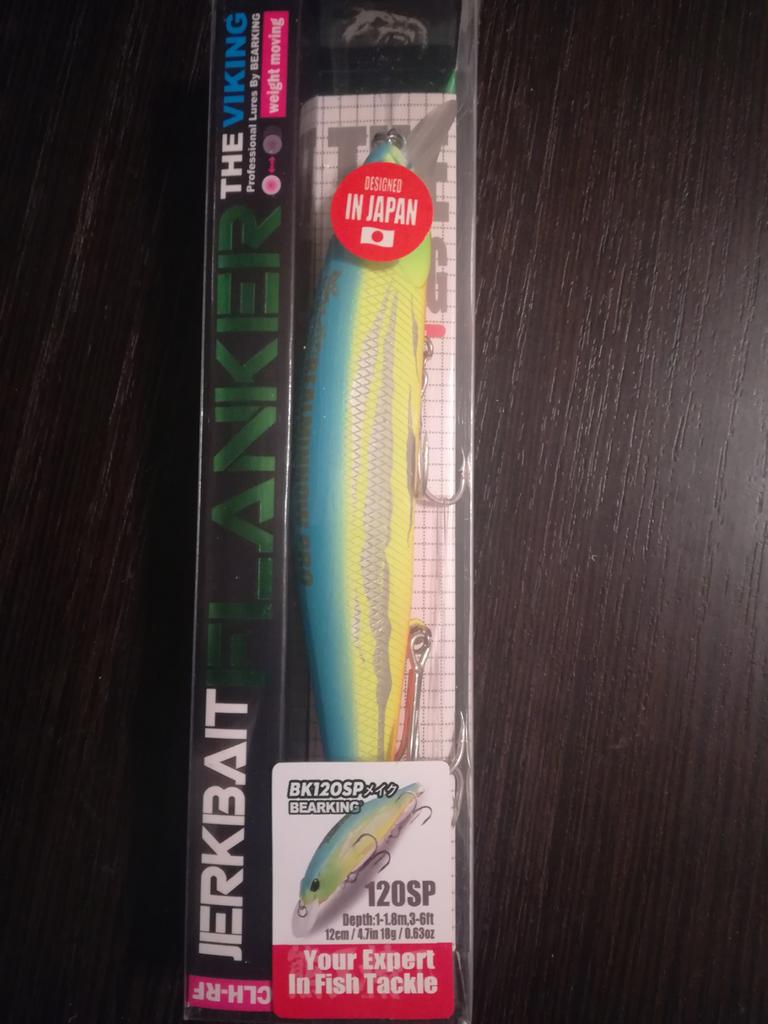 THE VIKING
Professional Lures By BEARKING
weight moving
JERKBAIT FLANKER
CLH-RF
DESIGNED
IN JAPAN
BK120SPメイク
BEARKING
120SP
Depth:1-1.8m,3-6ft
12cm / 4.7in 18g / 0.63oz
Your Expert
In Fish Tackle